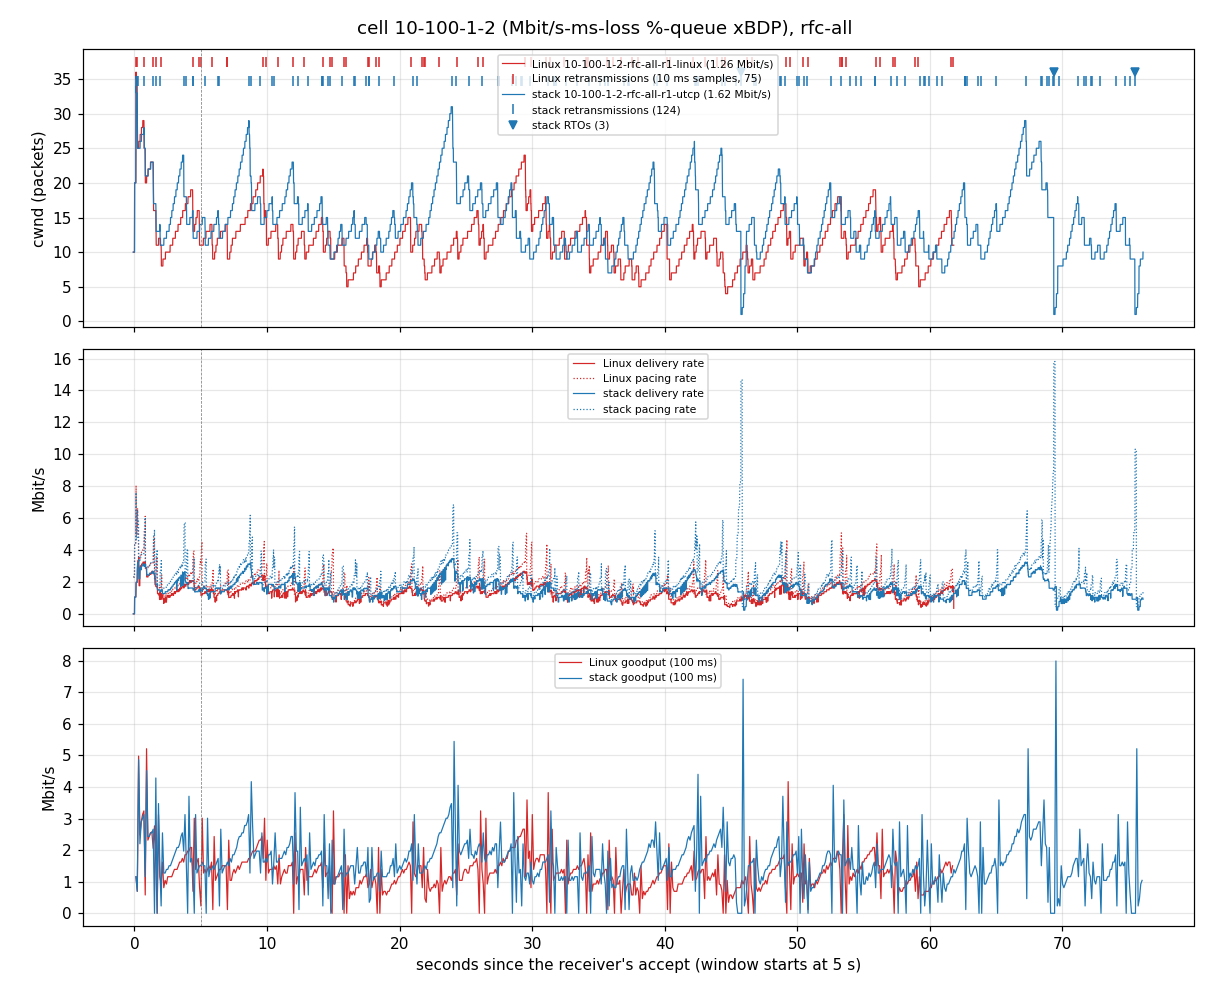 cell 10-100-1-2 (Mbit/s-ms-loss %-queue xBDP), rfc-all
cwnd (packets)
35
30
25
20
15
10
5
0
Linux 10-100-1-2-rfc-all-r1-linux (1.26 Mbit/s)
Linux retransmissions (10 ms samples, 75)
stack 10-100-1-2-rfc-all-r1-utcp (1.62 Mbit/s)
stack retransmissions (124)
stack RTOs (3)
Mbit/s
16
14
12
10
8
6
4
2
0
Linux delivery rate
Linux pacing rate
stack delivery rate
stack pacing rate
Mbit/s
8
7
6
5
4
3
2
1
0
Linux goodput (100 ms)
stack goodput (100 ms)
0 10 20 30 40 50 60 70
seconds since the receiver's accept (window starts at 5 s)